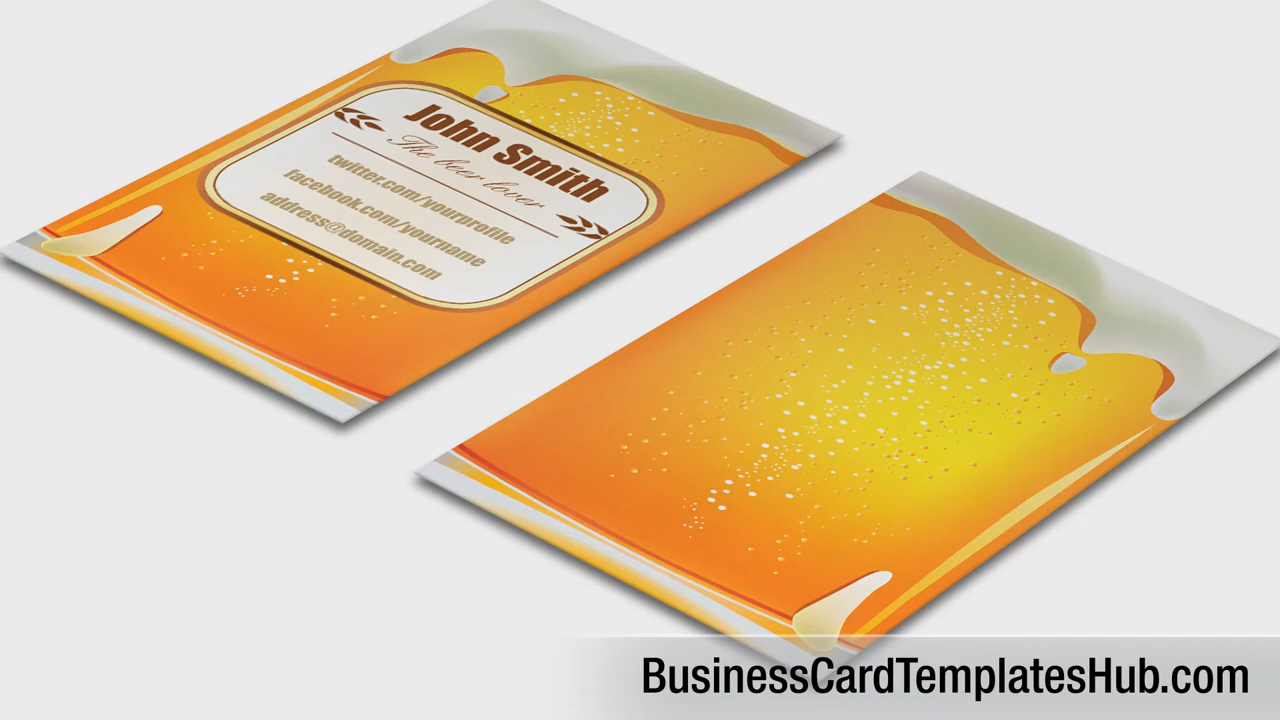 John Smith
The beer lover
twitter.com/yourprofile
facebook.com/yourname
address@domain.com
BusinessCardTemplatesHub.com